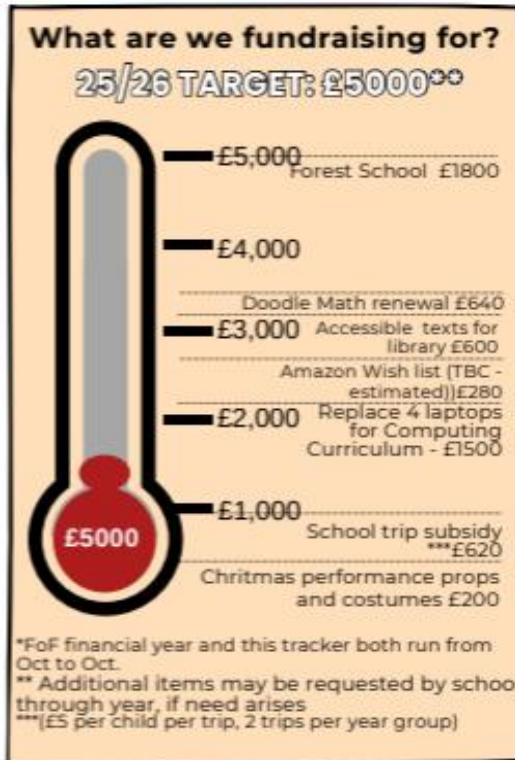 What are we fundraising for?
25/26 TARGET: £5000**
£5,000
Forest School £1800
£4,000
Doodle Math renewal £640
£3,000
Accessible texts for
library £600
Amazon Wish list (TBC -
estimated))£280
£2,000
Replace 4 laptops
for Computing
Curriculum - £1500
£1,000
School trip subsidy
***£620
£5000
Chritmas performance props
and costumes £200
*FoF financial year and this tracker both run from
Oct to Oct.
** Additional items may be requested by schoo
through year, if need arises
***(£5 per child per trip, 2 trips per year group)